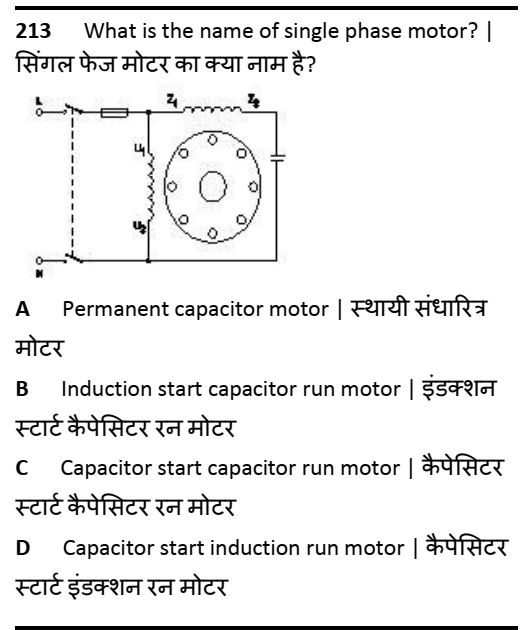 213 What is the name of single phase motor? |
सिंगल फेज मोटर का क्या नाम है?
L Z1 Z2
U1
U2
N
A Permanent capacitor motor | स्थायी संधारित्र
मोटर
B Induction start capacitor run motor | इंडक्शन
स्टार्ट कैपेसिटर रन मोटर
C Capacitor start capacitor run motor | कैपेसिटर
स्टार्ट कैपेसिटर रन मोटर
D Capacitor start induction run motor | कैपेसिटर
स्टार्ट इंडक्शन रन मोटर